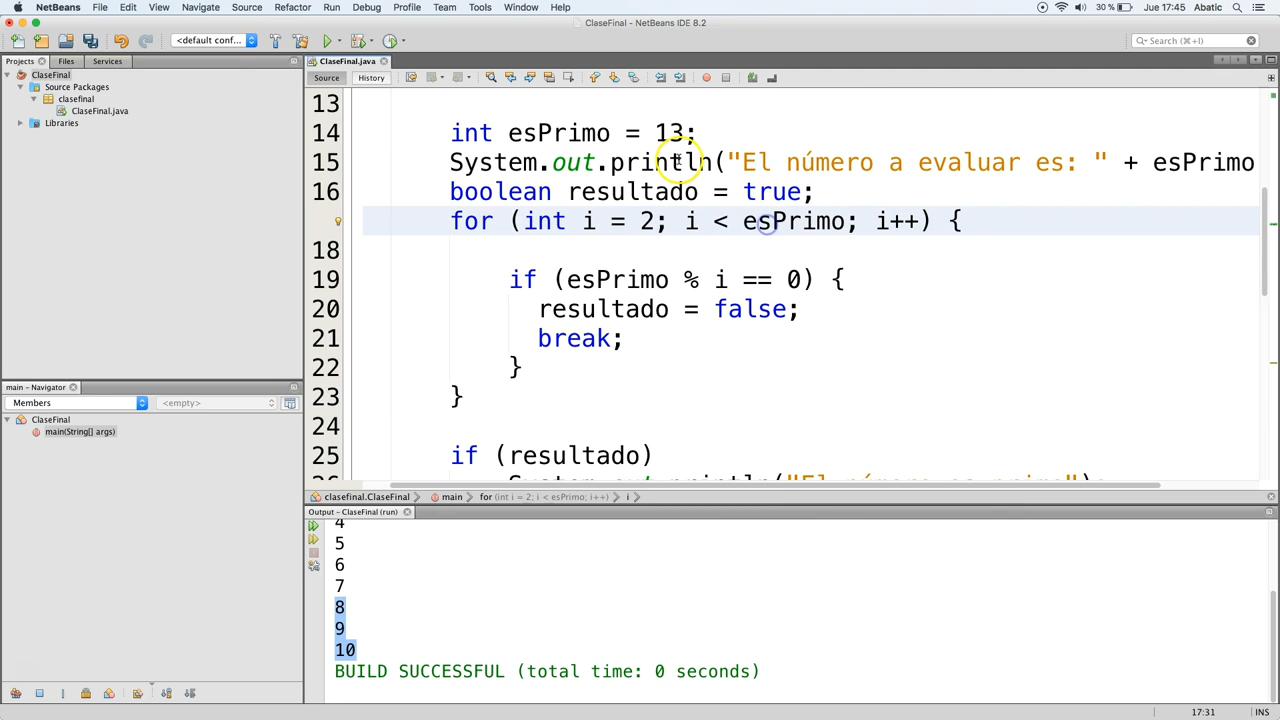 NetBeans File Edit View Navigate Source Refactor Run Debug Profile Team Tools Window Help 30 % Jue 17:45 Abatic
ClaseFinal - NetBeans IDE 8.2
<default conf... Search (⌘+I)
Projects Files Services
ClaseFinal
Source Packages
clasefinal
ClaseFinal.java
Libraries
main - Navigator
Members <empty>
ClaseFinal
main(String[] args)
ClaseFinal.java
Source History
13
14 int esPrimo = 13;
15 System.out.println("El número a evaluar es: " + esPrimo
16 boolean resultado = true;
for (int i = 2; i < esPrimo; i++) {
18
19 if (esPrimo % i == 0) {
20 resultado = false;
21 break;
22 }
23 }
24
25 if (resultado)
26 System.out.println("El número es primo");
clasefinal.ClaseFinal main for (int i = 2; i < esPrimo; i++) i
Output - ClaseFinal (run)
4
5
6
7
8
9
10
BUILD SUCCESSFUL (total time: 0 seconds)
17:31 INS